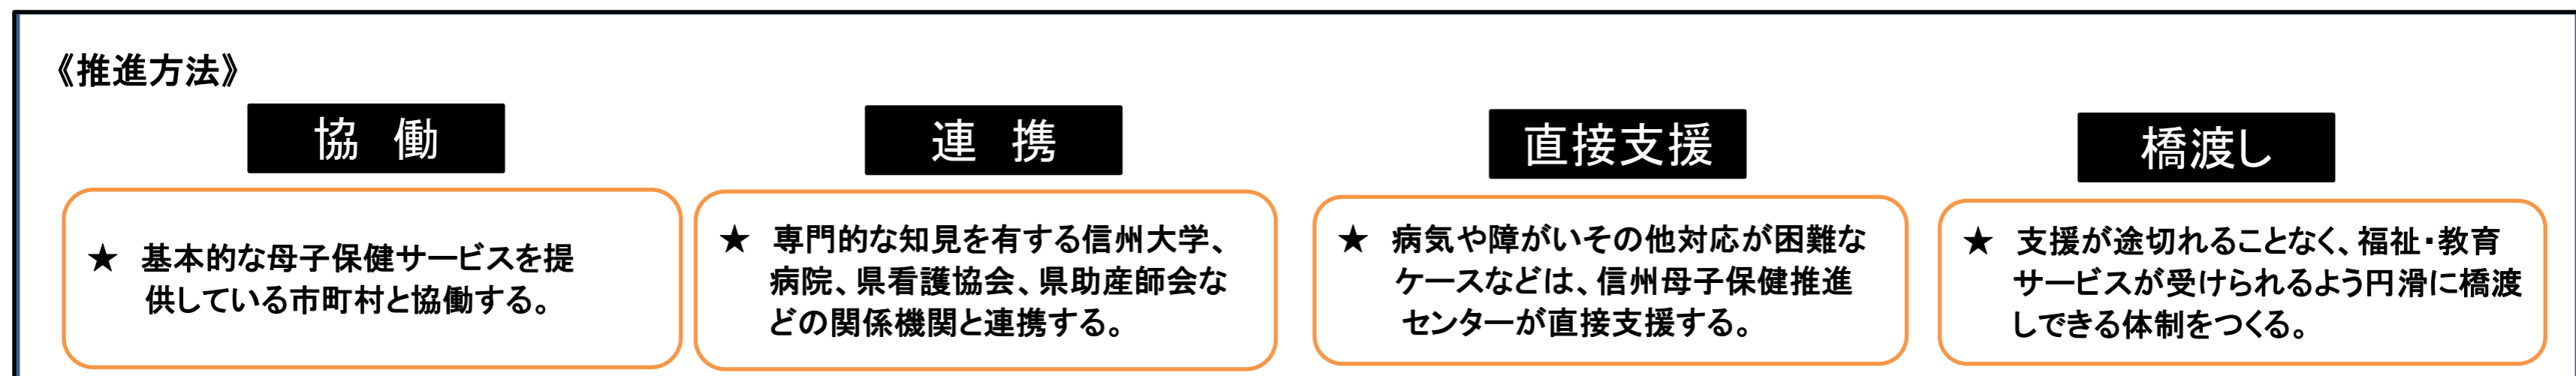 《推進方法》
協　働
★　基本的な母子保健サービスを提
供している市町村と協働する。
連　携
★　専門的な知見を有する信州大学、
病院、県看護協会、県助産師会な
どの関係機関と連携する。
直接支援
★　病気や障がいその他対応が困難な
ケースなどは、信州母子保健推進
センターが直接支援する。
橋渡し
★　支援が途切れることなく、福祉・教育
サービスが受けられるよう円滑に橋渡
しできる体制をつくる。